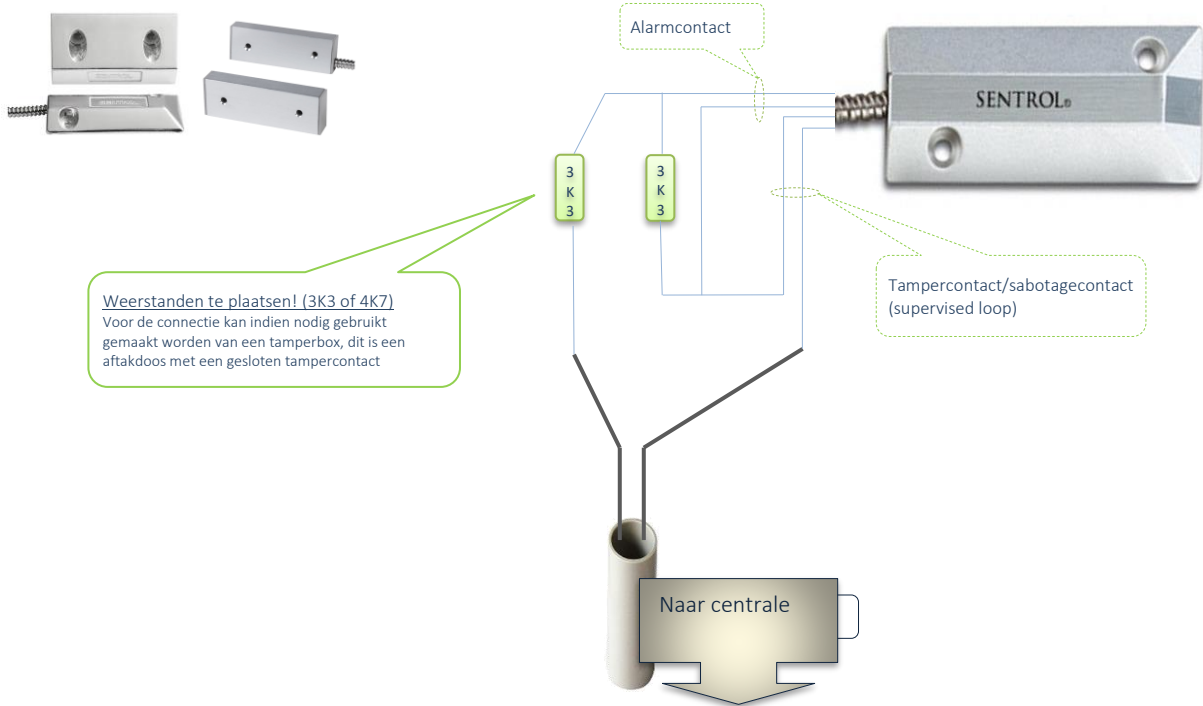 Alarmcontact
SENTROL®
3
K
3
3
K
3
Weerstanden te plaatsen! (3K3 of 4K7)
Voor de connectie kan indien nodig gebruikt
gemaakt worden van een tamperbox, dit is een
aftakdoos met een gesloten tampercontact
Tampercontact/sabotagecontact
(supervised loop)
Naar centrale